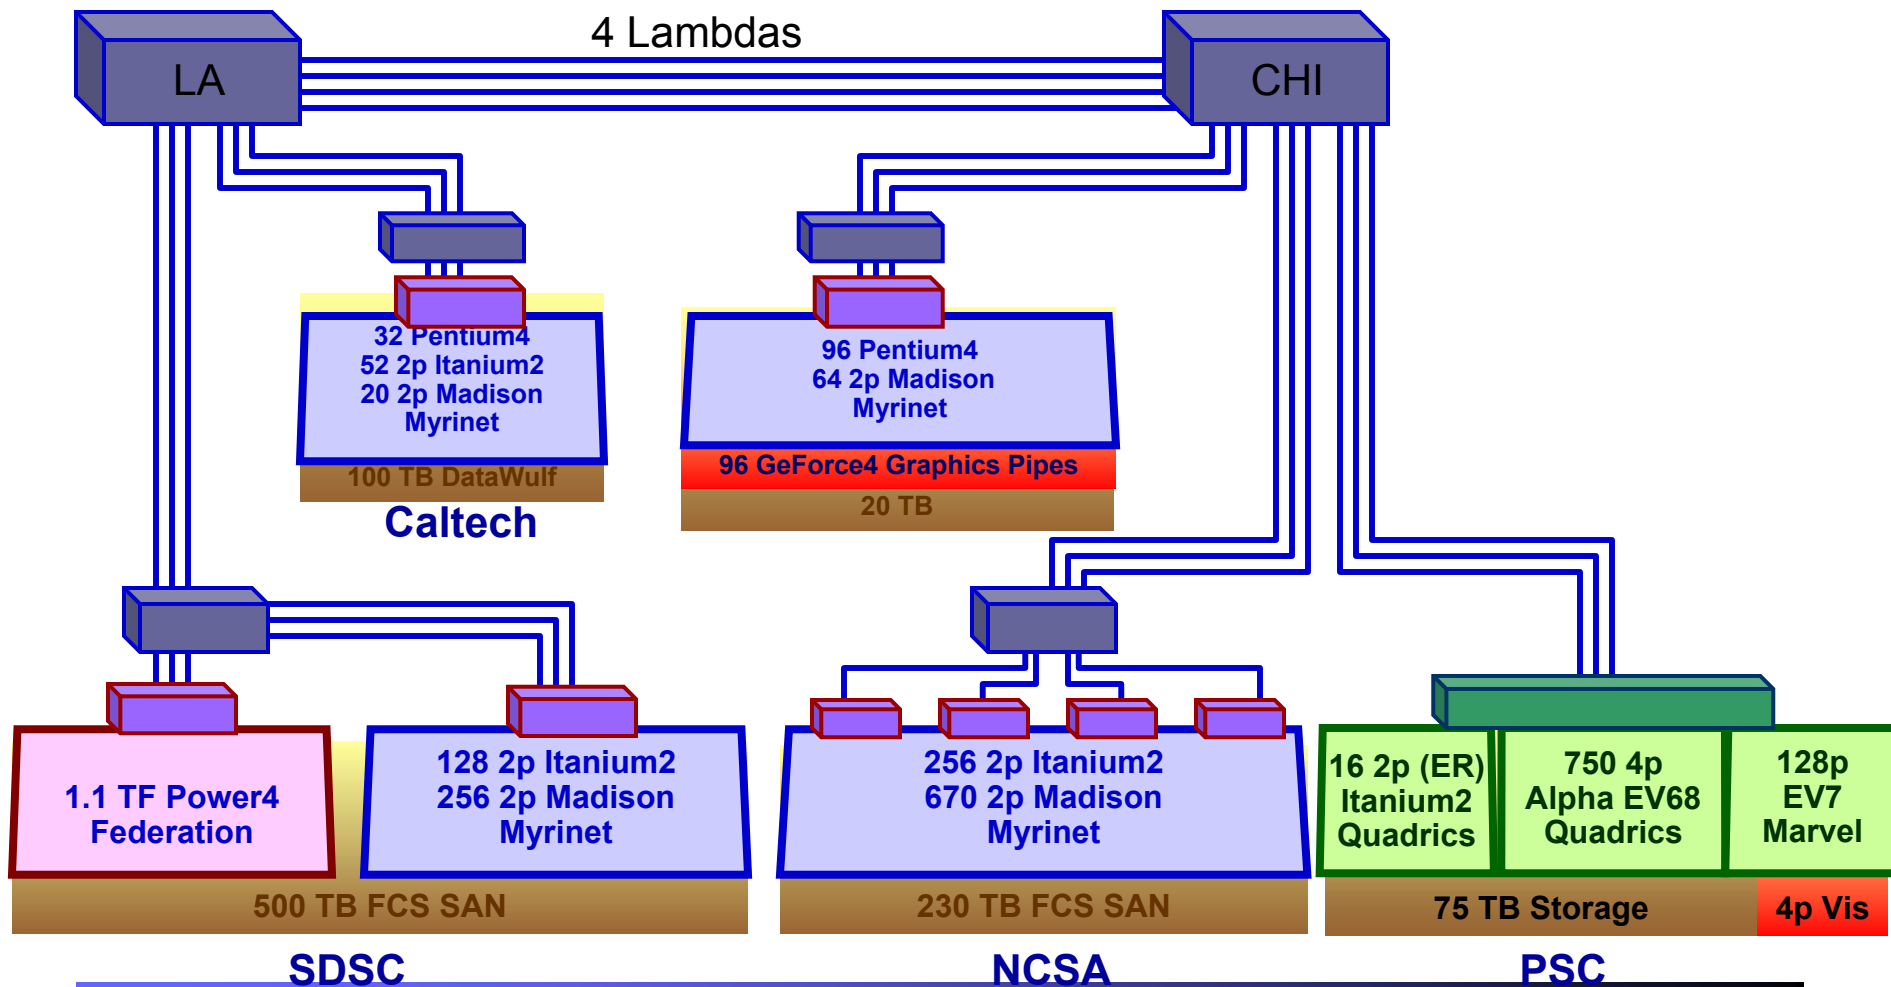 4 Lambdas
LA
CHI
32 Pentium4
52 2p Itanium2
20 2p Madison
Myrinet
100 TB DataWulf
Caltech
96 Pentium4
64 2p Madison
Myrinet
96 GeForce4 Graphics Pipes
20 TB
1.1 TF Power4
Federation
128 2p Itanium2
256 2p Madison
Myrinet
500 TB FCS SAN
SDSC
256 2p Itanium2
670 2p Madison
Myrinet
230 TB FCS SAN
NCSA
16 2p (ER)
Itanium2
Quadrics
750 4p
Alpha EV68
Quadrics
128p
EV7
Marvel
75 TB Storage
4p Vis
PSC